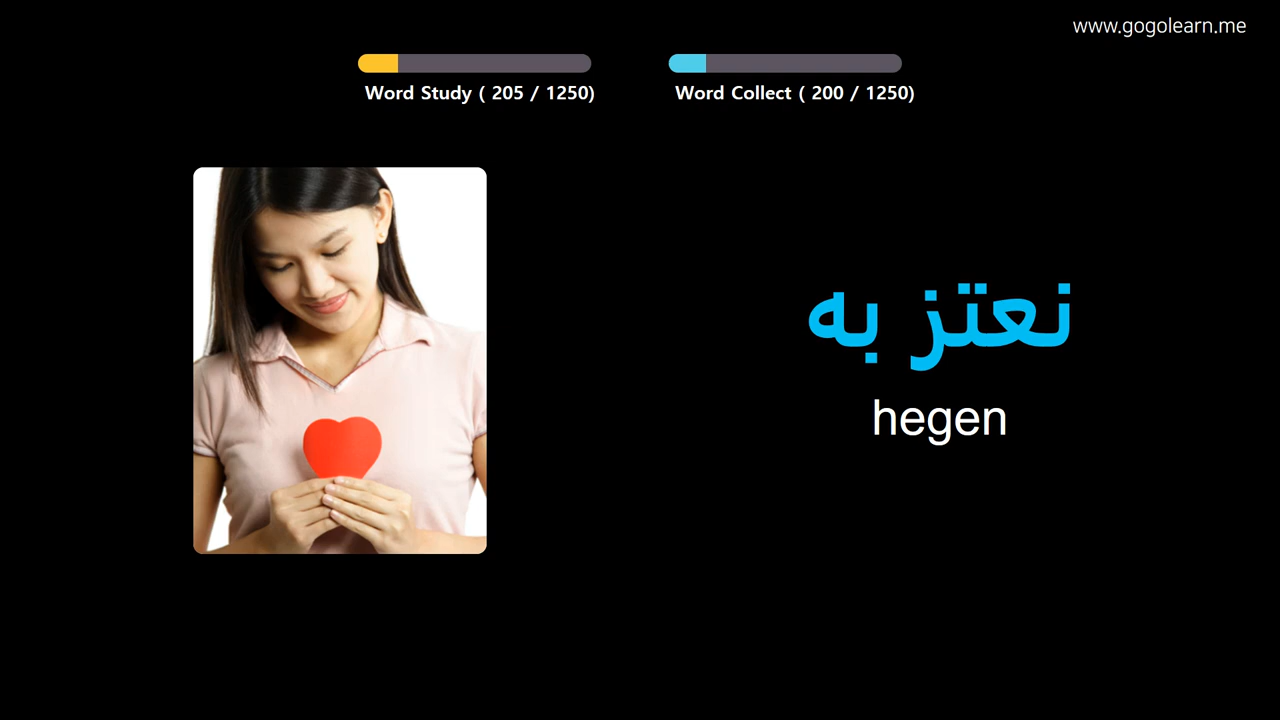 www.gogolearn.me
Word Study ( 205 / 1250)
Word Collect ( 200 / 1250)
نعتز به
hegen